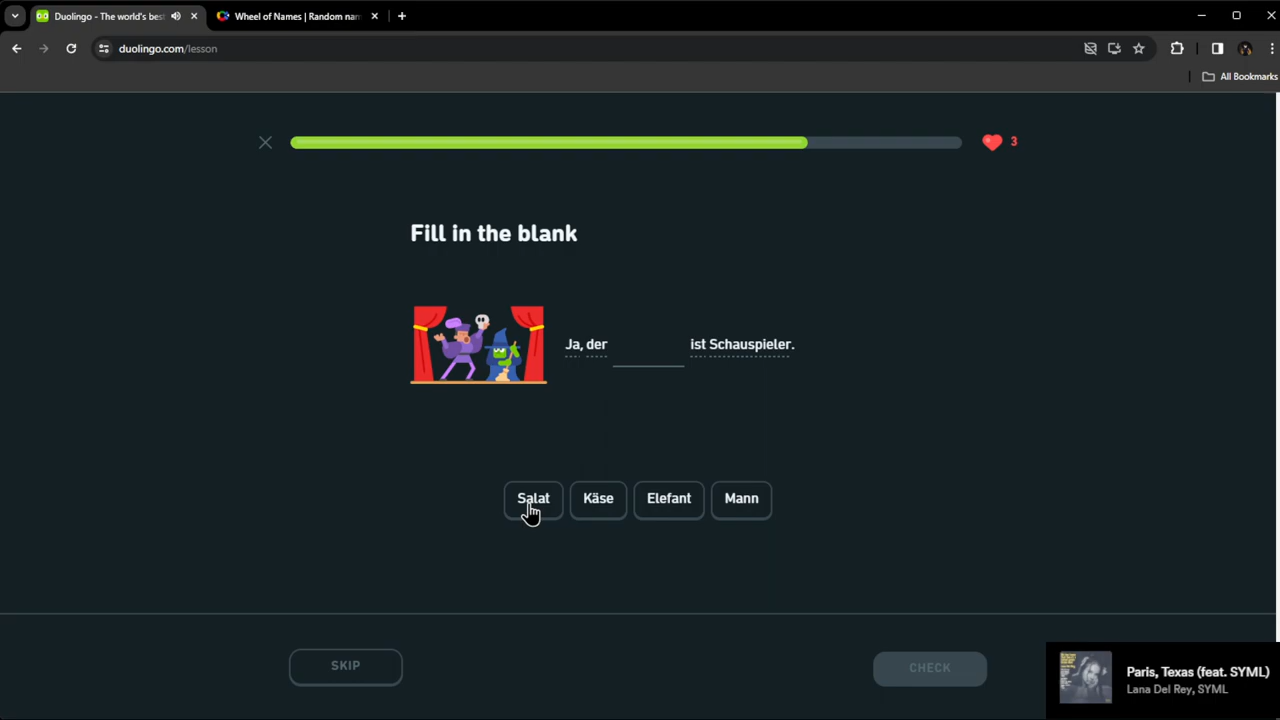 Duolingo - The world's bes
Wheel of Names | Random nam
duolingo.com/lesson
All Bookmarks
3
Fill in the blank
Ja, der ist Schauspieler.
Salat Käse Elefant Mann
SKIP CHECK
Paris, Texas (feat. SYML)
Lana Del Rey, SYML